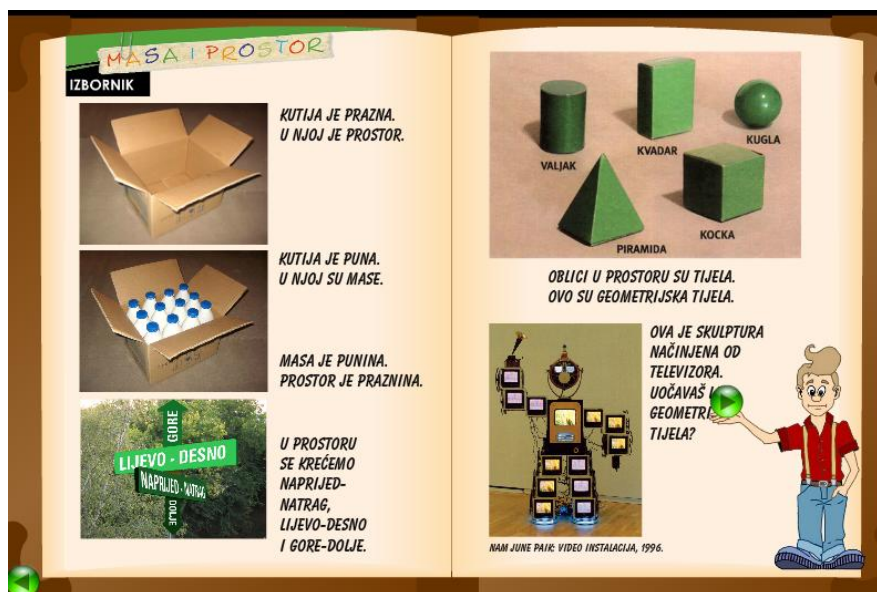 MASA I PROSTOR
IZBORNIK
KUTIJA JE PRAZNA.
U NJOJ JE PROSTOR.
KUTIJA JE PUNA.
U NJOJ SU MASE.
MASA JE PUNINA.
PROSTOR JE PRAZNINA.
GORE
LIJEVO - DESNO
NAPRIJED - NATRAG
DOLJE
U PROSTORU
SE KREĆEMO
NAPRIJED-
NATRAG,
LIJEVO-DESNO
I GORE-DOLJE.
VALJAK
KVADAR
KUGLA
PIRAMIDA
KOCKA
OBLICI U PROSTORU SU TIJELA.
OVO SU GEOMETRIJSKA TIJELA.
OVA JE SKULPTURA
NAČINJENA OD
TELEVIZORA.
UOČAVAŠ
GEOMETRI
TIJELA?
NAM JUNE PAIK: VIDEO INSTALACIJA, 1996.